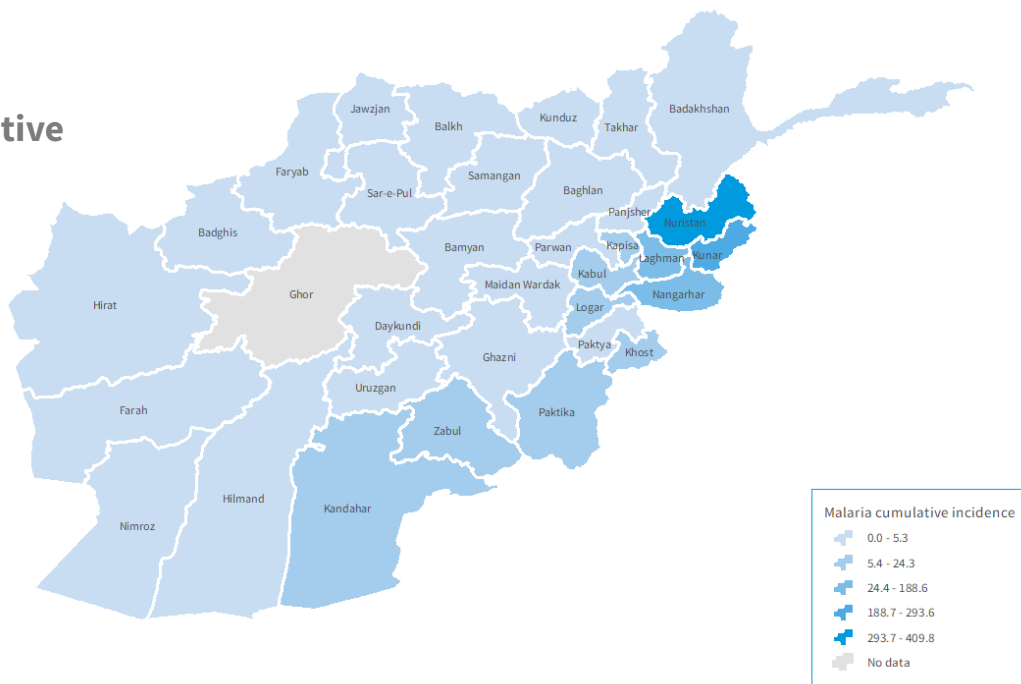 tive
Jawzjan
Balkh
Kunduz
Takhar
Badakhshan
Faryab
Sar-e-Pul
Samangan
Baghlan
Panjsher
Nuristan
Badghis
Bamyan
Parwan
Kapisa
Laghman
Kunar
Kabul
Maidan Wardak
Nangarhar
Hirat
Ghor
Logar
Daykundi
Paktya
Khost
Ghazni
Uruzgan
Farah
Paktika
Zabul
Hilmand
Kandahar
Nimroz
Malaria cumulative incidence
0.0 - 5.3
5.4 - 24.3
24.4 - 188.6
188.7 - 293.6
293.7 - 409.8
No data